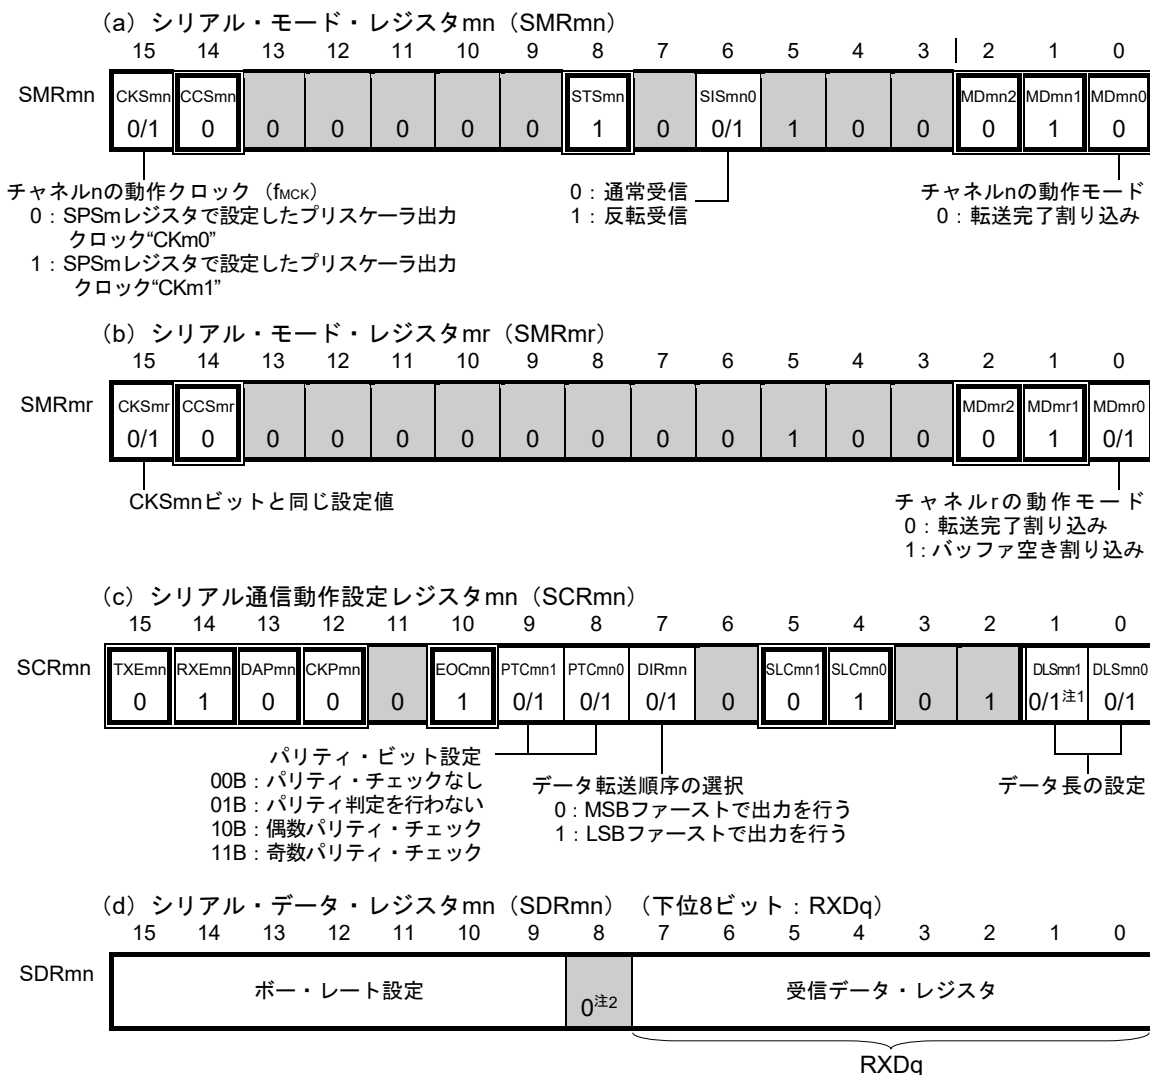 (a) シリアル・モード・レジスタmn（SMRmn）
15 14 13 12 11 10 9 8 7 6 5 4 3 2 1 0
SMRmn
CKSmn CCSmn STSmn SISmn0 MDmn2 MDmn1 MDmn0
0/1 0 0 0 0 0 0 1 0 0/1 1 0 0 0 1 0
チャネルnの動作クロック（fMCK）
0：SPSmレジスタで設定したプリスケーラ出力
クロック“CKm0”
1：SPSmレジスタで設定したプリスケーラ出力
クロック“CKm1”
0：通常受信
1：反転受信
チャネルnの動作モード
0：転送完了割り込み
(b) シリアル・モード・レジスタmr（SMRmr）
15 14 13 12 11 10 9 8 7 6 5 4 3 2 1 0
SMRmr
CKSmr CCSmr MDmr2 MDmr1 MDmr0
0/1 0 0 0 0 0 0 0 0 0 1 0 0 0 1 0/1
CKSmnビットと同じ設定値
チャネルrの動作モード
0：転送完了割り込み
1：バッファ空き割り込み
(c) シリアル通信動作設定レジスタmn（SCRmn）
15 14 13 12 11 10 9 8 7 6 5 4 3 2 1 0
SCRmn
TXEmn RXEmn DAPmn CKPmn EOCmn PTCmn1 PTCmn0 DIRmn SLCmn1 SLCmn0 DLSmn1 DLSmn0
0 1 0 0 0 1 0/1 0/1 0/1 0 0 1 0 1 0/1注1 0/1
パリティ・ビット設定
00B：パリティ・チェックなし
01B：パリティ判定を行わない
10B：偶数パリティ・チェック
11B：奇数パリティ・チェック
データ転送順序の選択
0：MSBファーストで出力を行う
1：LSBファーストで出力を行う
データ長の設定
(d) シリアル・データ・レジスタmn（SDRmn）（下位8ビット：RXDq）
15 14 13 12 11 10 9 8 7 6 5 4 3 2 1 0
SDRmn
ボー・レート設定
0注2
受信データ・レジスタ
RXDq